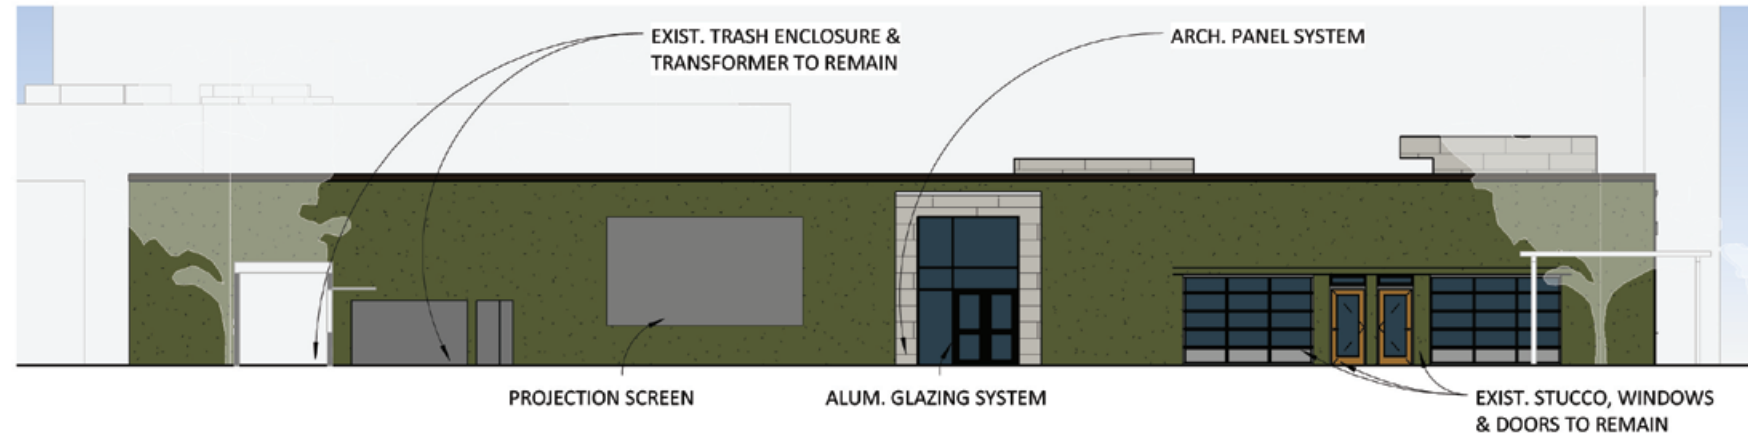 EXIST. TRASH ENCLOSURE &
TRANSFORMER TO REMAIN
ARCH. PANEL SYSTEM
PROJECTION SCREEN
ALUM. GLAZING SYSTEM
EXIST. STUCCO, WINDOWS
& DOORS TO REMAIN